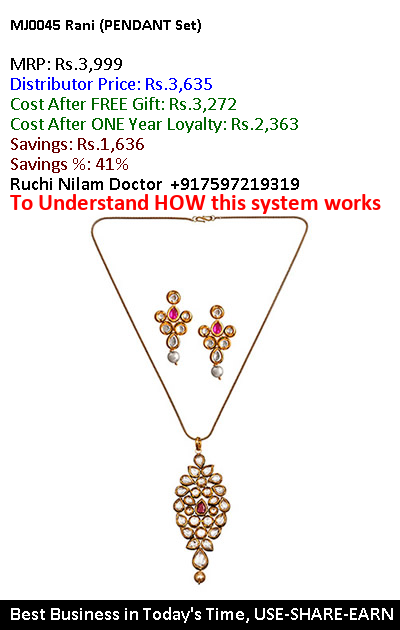 MJ0045 Rani (PENDANT Set)
MRP: Rs.3,999
Distributor Price: Rs.3,635
Cost After FREE Gift: Rs.3,272
Cost After ONE Year Loyalty: Rs.2,363
Savings: Rs.1,636
Savings %: 41%
Ruchi Nilam Doctor +917597219319
To Understand HOW this system works
Best Business in Today's Time, USE-SHARE-EARN